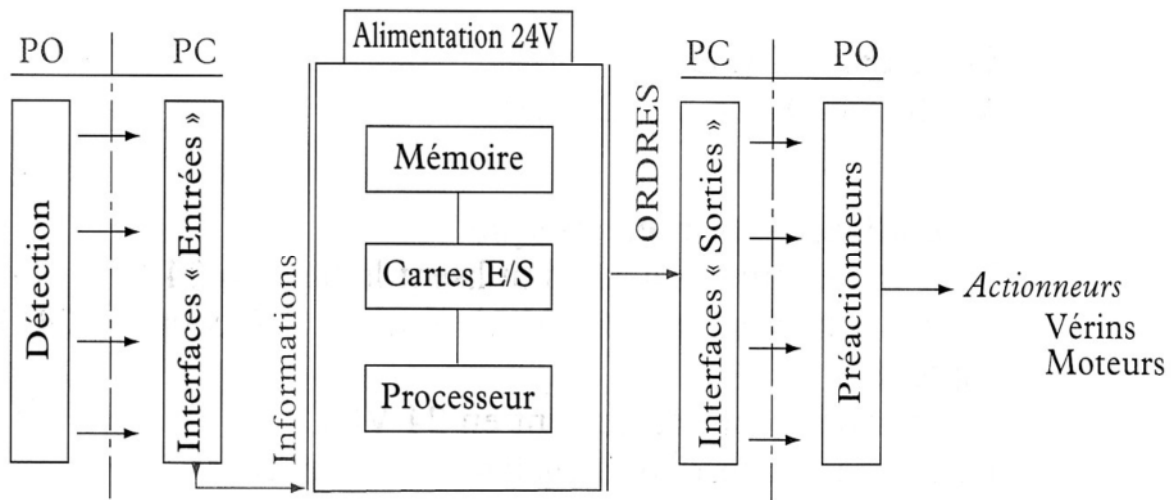 PO
PC
Détection
Interfaces « Entrées »
Informations
Alimentation 24V
Mémoire
Cartes E/S
Processeur
ORDRES
PC
PO
Interfaces « Sorties »
Préactionneurs
Actionneurs
Vérins
Moteurs